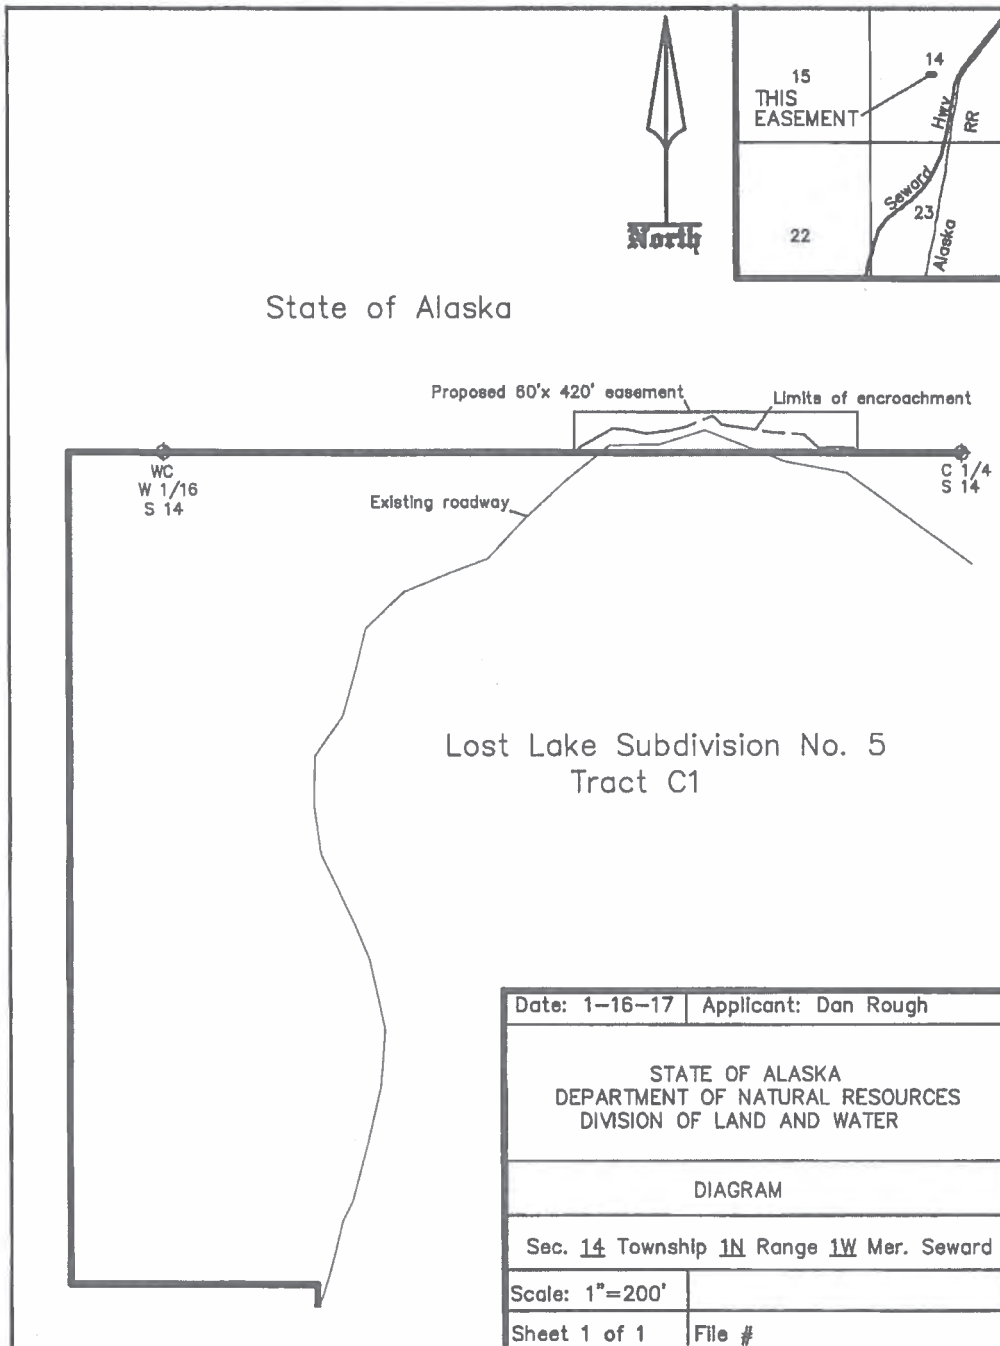 North
15
14
THIS
EASEMENT
Hwy
RR
Seward
23
22
Alaska
State of Alaska
Proposed 60'x 420' easement
Limits of encroachment
WC
W 1/16
S 14
C 1/4
S 14
Existing roadway
Lost Lake Subdivision No. 5
Tract C1
Date: 1-16-17 Applicant: Dan Rough
STATE OF ALASKA
DEPARTMENT OF NATURAL RESOURCES
DIVISION OF LAND AND WATER
DIAGRAM
Sec. 14 Township 1N Range 1W Mer. Seward
Scale: 1"=200'
Sheet 1 of 1 File #